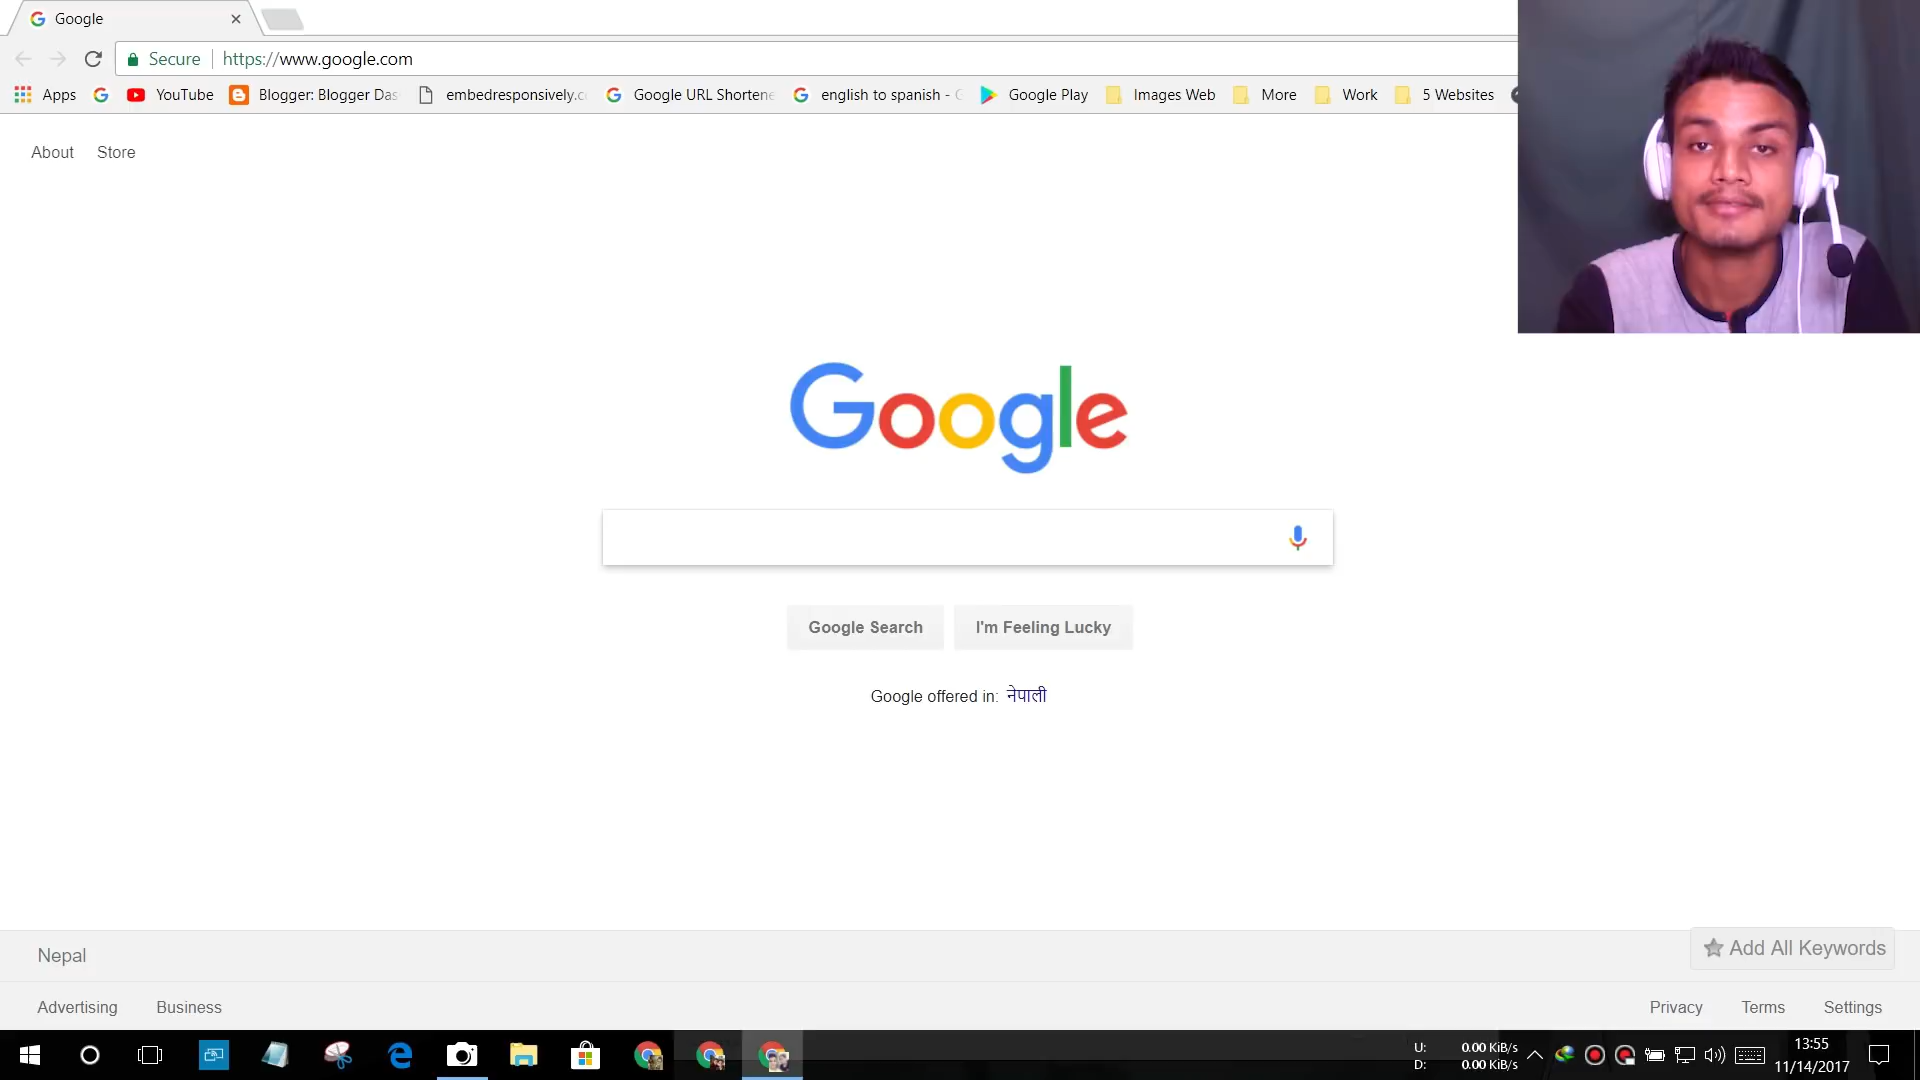 Google
Secure https://www.google.com
Apps YouTube Blogger: Blogger Das embedresponsively.c Google URL Shortene english to spanish - G Google Play Images Web More Work 5 Websites
About Store
Google
Google Search I'm Feeling Lucky
Google offered in: नेपाली
Nepal
Add All Keywords
Advertising Business Privacy Terms Settings
U: 0.00 KiB/s
D: 0.00 KiB/s
13:55
11/14/2017